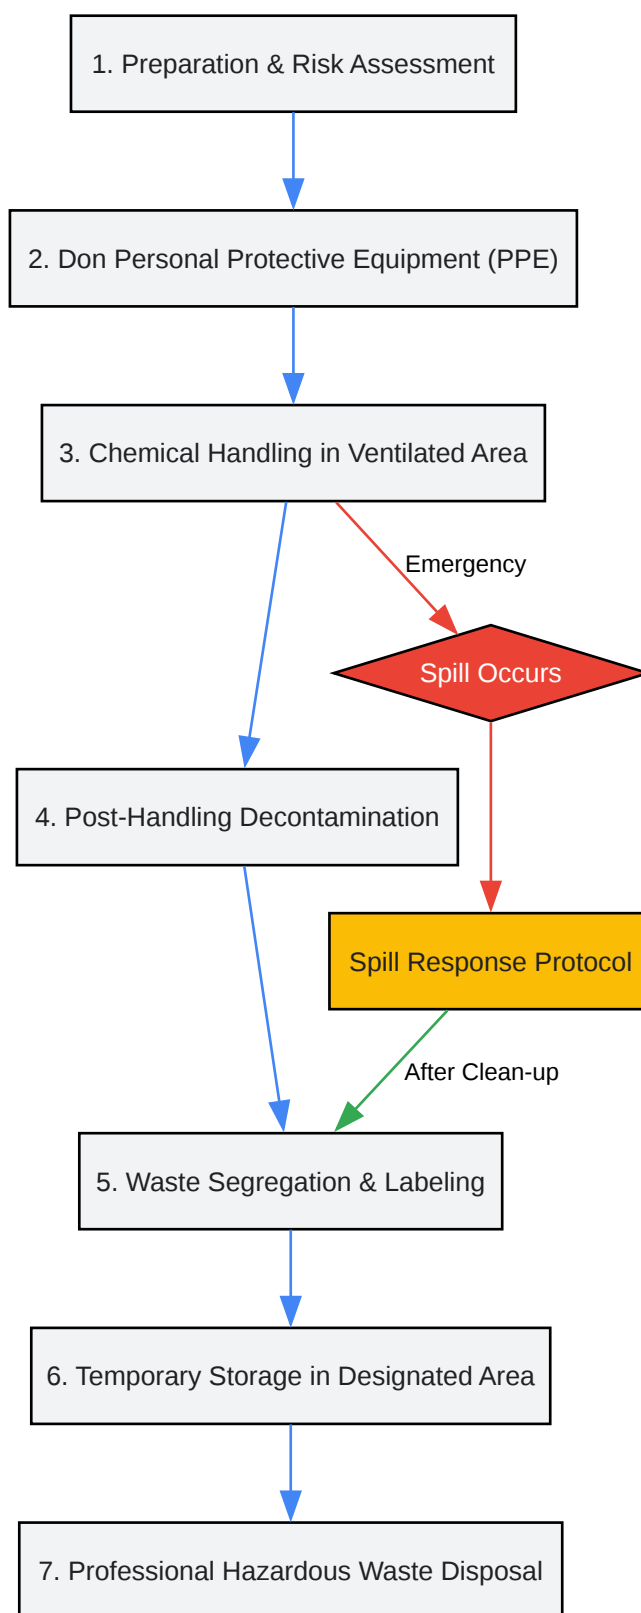 1. Preparation & Risk Assessment
2. Don Personal Protective Equipment (PPE)
3. Chemical Handling in Ventilated Area
Emergency
Spill Occurs
4. Post-Handling Decontamination
Spill Response Protocol
After Clean-up
5. Waste Segregation & Labeling
6. Temporary Storage in Designated Area
7. Professional Hazardous Waste Disposal